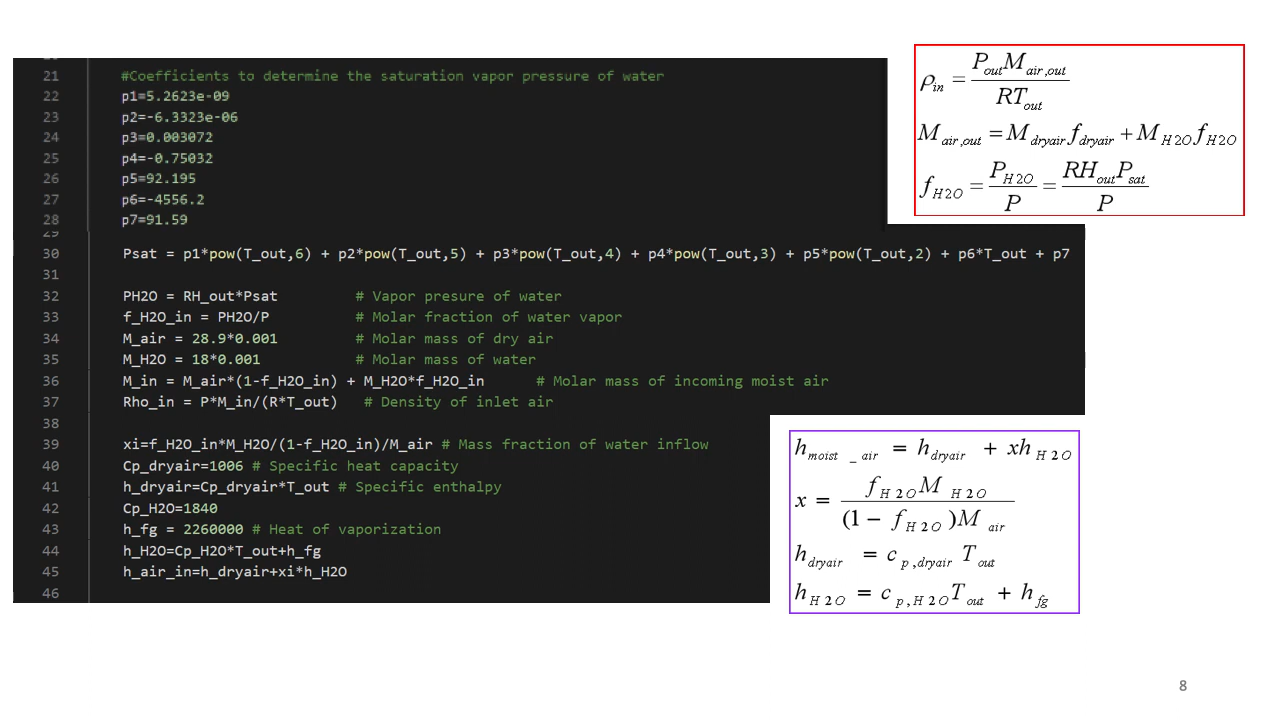 21 #Coefficients to determine the saturation vapor pressure of water
22 p1=5.2623e-09
23 p2=-6.3323e-06
24 p3=0.003072
25 p4=-0.75032
26 p5=92.195
27 p6=-4556.2
28 p7=91.59
29
30 Psat = p1*pow(T_out,6) + p2*pow(T_out,5) + p3*pow(T_out,4) + p4*pow(T_out,3) + p5*pow(T_out,2) + p6*T_out + p7
31
32 PH2O = RH_out*Psat # Vapor presure of water
33 f_H2O_in = PH2O/P # Molar fraction of water vapor
34 M_air = 28.9*0.001 # Molar mass of dry air
35 M_H2O = 18*0.001 # Molar mass of water
36 M_in = M_air*(1-f_H2O_in) + M_H2O*f_H2O_in # Molar mass of incoming moist air
37 Rho_in = P*M_in/(R*T_out) # Density of inlet air
38
39 xi=f_H2O_in*M_H2O/(1-f_H2O_in)/M_air # Mass fraction of water inflow
40 Cp_dryair=1006 # Specific heat capacity
41 h_dryair=Cp_dryair*T_out # Specific enthalpy
42 Cp_H2O=1840
43 h_fg = 2260000 # Heat of vaporization
44 h_H2O=Cp_H2O*T_out+h_fg
45 h_air_in=h_dryair+xi*h_H2O
46
ρ_in = P_out M_air,out / RT_out
M_air,out = M_dryair f_dryair + M_H2O f_H2O
f_H2O = P_H2O / P = RH_out P_sat / P
h_moist_air = h_dryair + xh_H2O
x = f_H2O M_H2O / (1 − f_H2O)M_air
h_dryair = c_p,dryair T_out
h_H2O = c_p,H2O T_out + h_fg
8